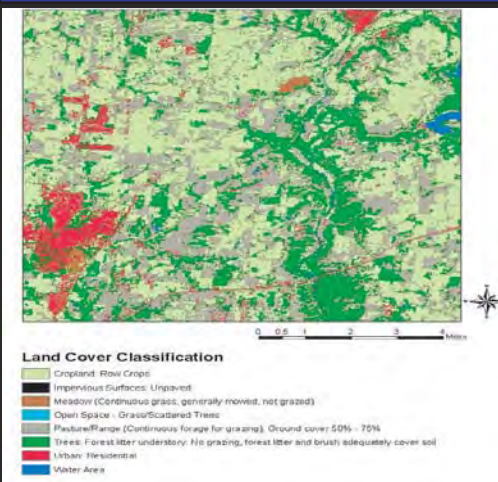 0 0.5 1 2 3 4
Miles
Land Cover Classification
Cropland: Row Crops
Impervious Surfaces: Unpaved
Meadow (Continuous grass, generally mowed, not grazed)
Open Space - Grass/Scattered Trees
Pasture/Range (Continuous forage for grazing), Ground cover 50% - 75%
Trees: Forest litter understory: No grazing, forest litter and brush adequately cover soil
Urban: Residential
Water Area